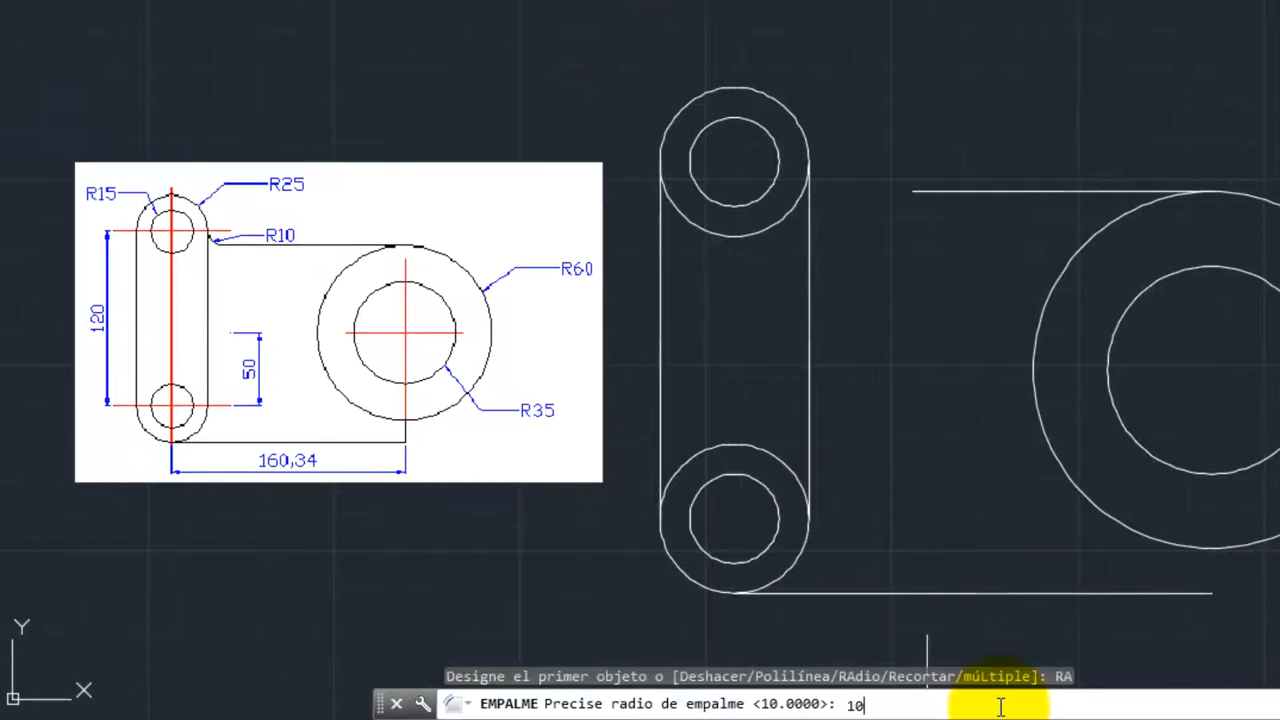 R15
R25
R10
R60
120
50
R35
160,34
Y
X
Designe el primer objeto o [Deshacer/Polilínea/RAdio/Recortar/múLtiple]: RA
EMPALME Precise radio de empalme <10.0000>: 10